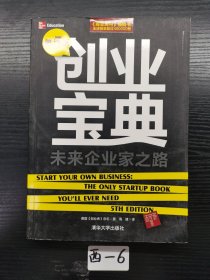 Education
创业
宝典
未来企业家之路
START YOUR OWN BUSINESS:
THE ONLY STARTUP BOOK
YOU'LL EVER NEED
5TH EDITION
清华大学出版社
西-6